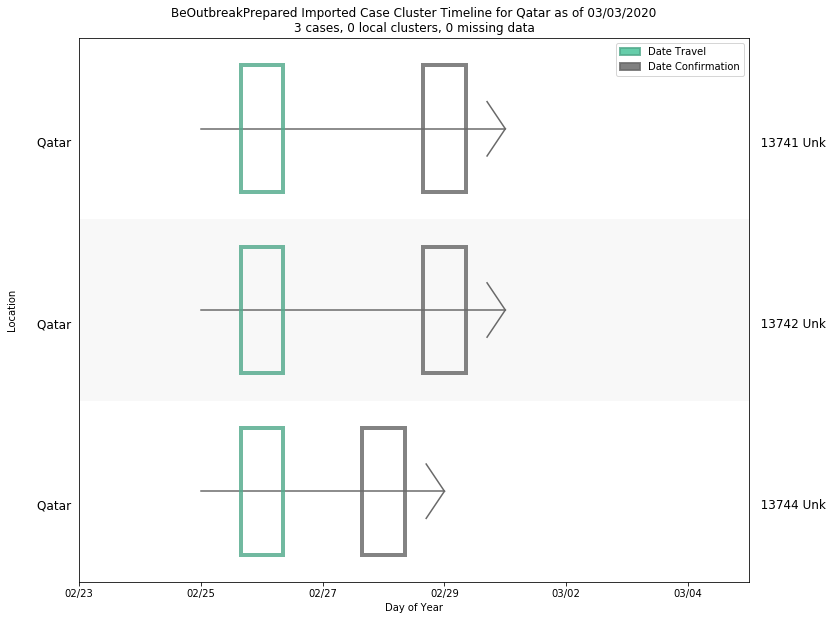 BeOutbreakPrepared Imported Case Cluster Timeline for Qatar as of 03/03/2020
3 cases, 0 local clusters, 0 missing data
Date Travel
Date Confirmation
Qatar
13741 Unk
Qatar
13742 Unk
Qatar
13744 Unk
Location
02/23 02/25 02/27 02/29 03/02 03/04
Day of Year